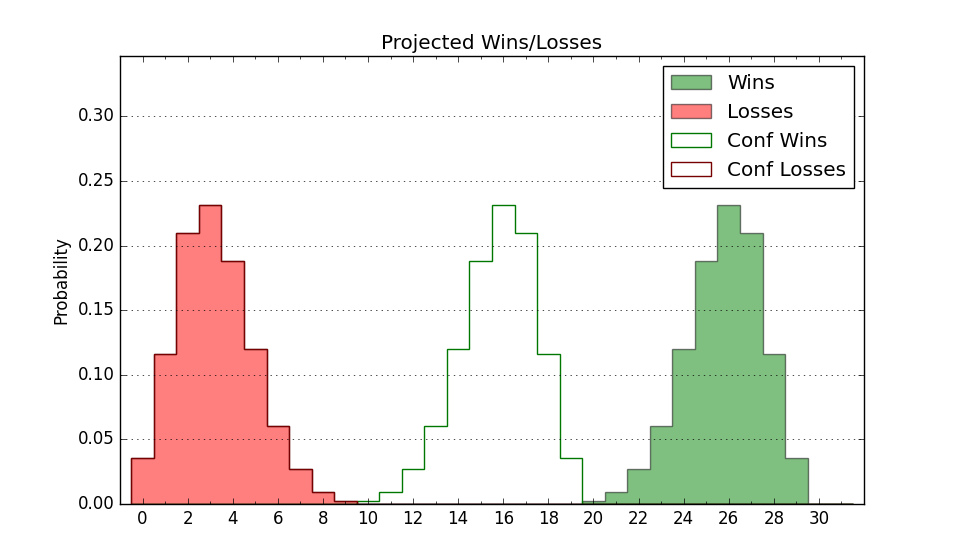 Projected Wins/Losses
Wins
Losses
Conf Wins
Conf Losses
Probability
0.30
0.25
0.20
0.15
0.10
0.05
0.00
0 2 4 6 8 10 12 14 16 18 20 22 24 26 28 30